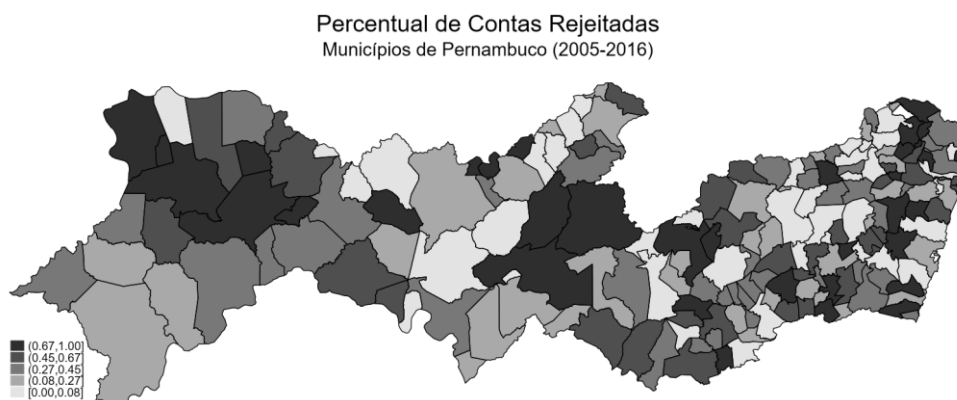 Percentual de Contas Rejeitadas
Municípios de Pernambuco (2005-2016)
(0.67,1.00]
(0.45,0.67]
(0.27,0.45]
(0.08,0.27]
[0.00,0.08]